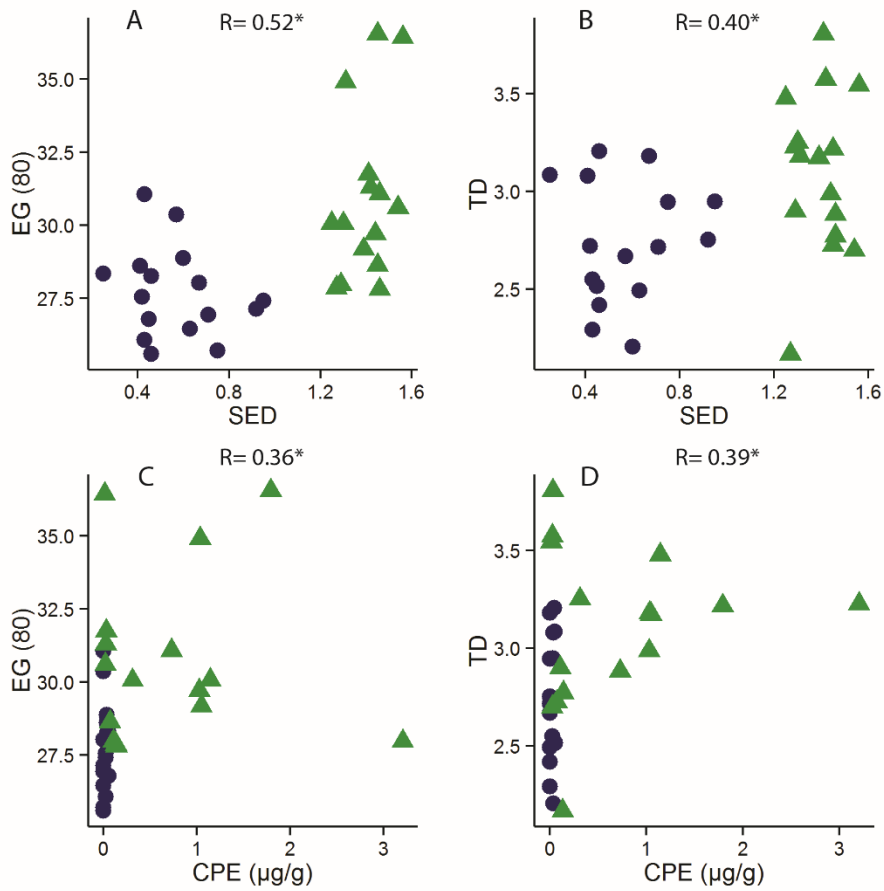 A
R= 0.52*
EG (80)
35.0
32.5
30.0
27.5
0.4
0.8
1.2
1.6
SED
B
R= 0.40*
TD
3.5
3.0
2.5
0.4
0.8
1.2
1.6
SED
C
R= 0.36*
EG (80)
35.0
32.5
30.0
27.5
0
1
2
3
CPE (µg/g)
D
R= 0.39*
TD
3.5
3.0
2.5
0
1
2
3
CPE (µg/g)